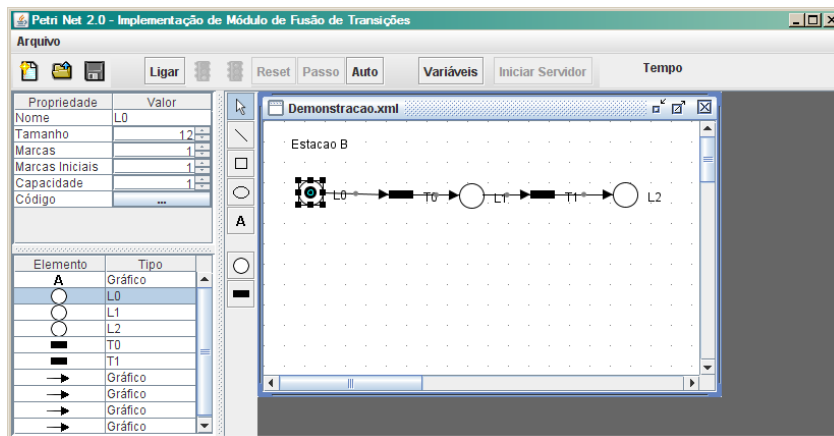 Petri Net 2.0 - Implementação de Módulo de Fusão de Transições
Arquivo
Ligar Reset Passo Auto Variáveis Iniciar Servidor Tempo
Propriedade Valor
Nome L0
Tamanho 12
Marcas 1
Marcas Iniciais 1
Capacidade 1
Código ...
Elemento Tipo
A Gráfico
L0
L1
L2
T0
T1
Gráfico
Gráfico
Gráfico
Gráfico
A
Demonstracao.xml
Estacao B
L0 T0 L1 T1 L2